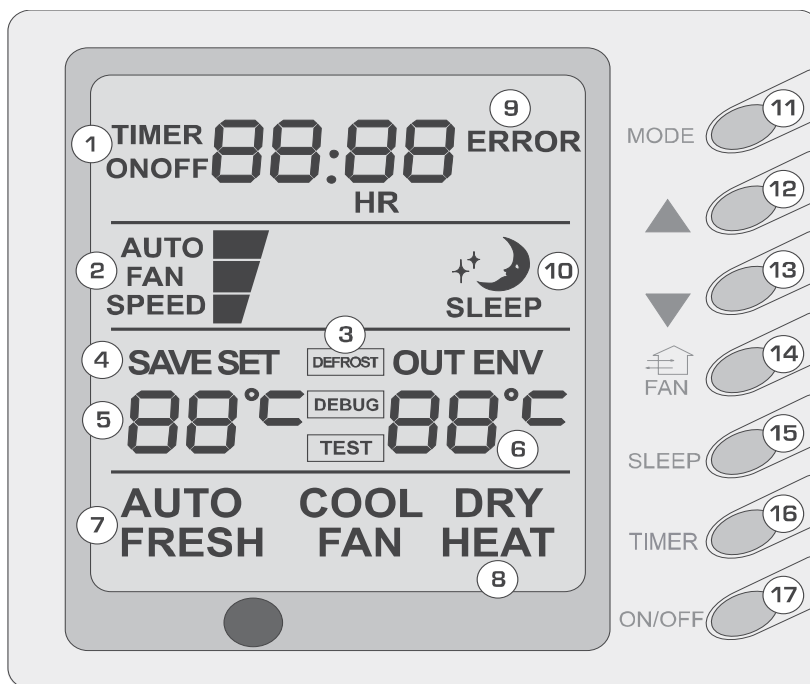 1 TIMER 88:88 9 ERROR
ONOFF
HR
2 AUTO
FAN
SPEED
10 SLEEP
3
4 SAVE SET DEFROST OUT ENV
5 88°C DEBUG 88°C
TEST 6
7 AUTO COOL DRY
FRESH FAN HEAT
8
MODE 11
12
13
FAN 14
SLEEP 15
TIMER 16
ON/OFF 17